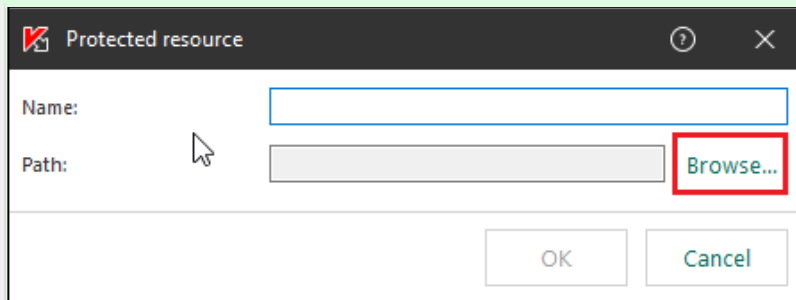 Protected resource
Name:
Path:
Browse...
OK
Cancel